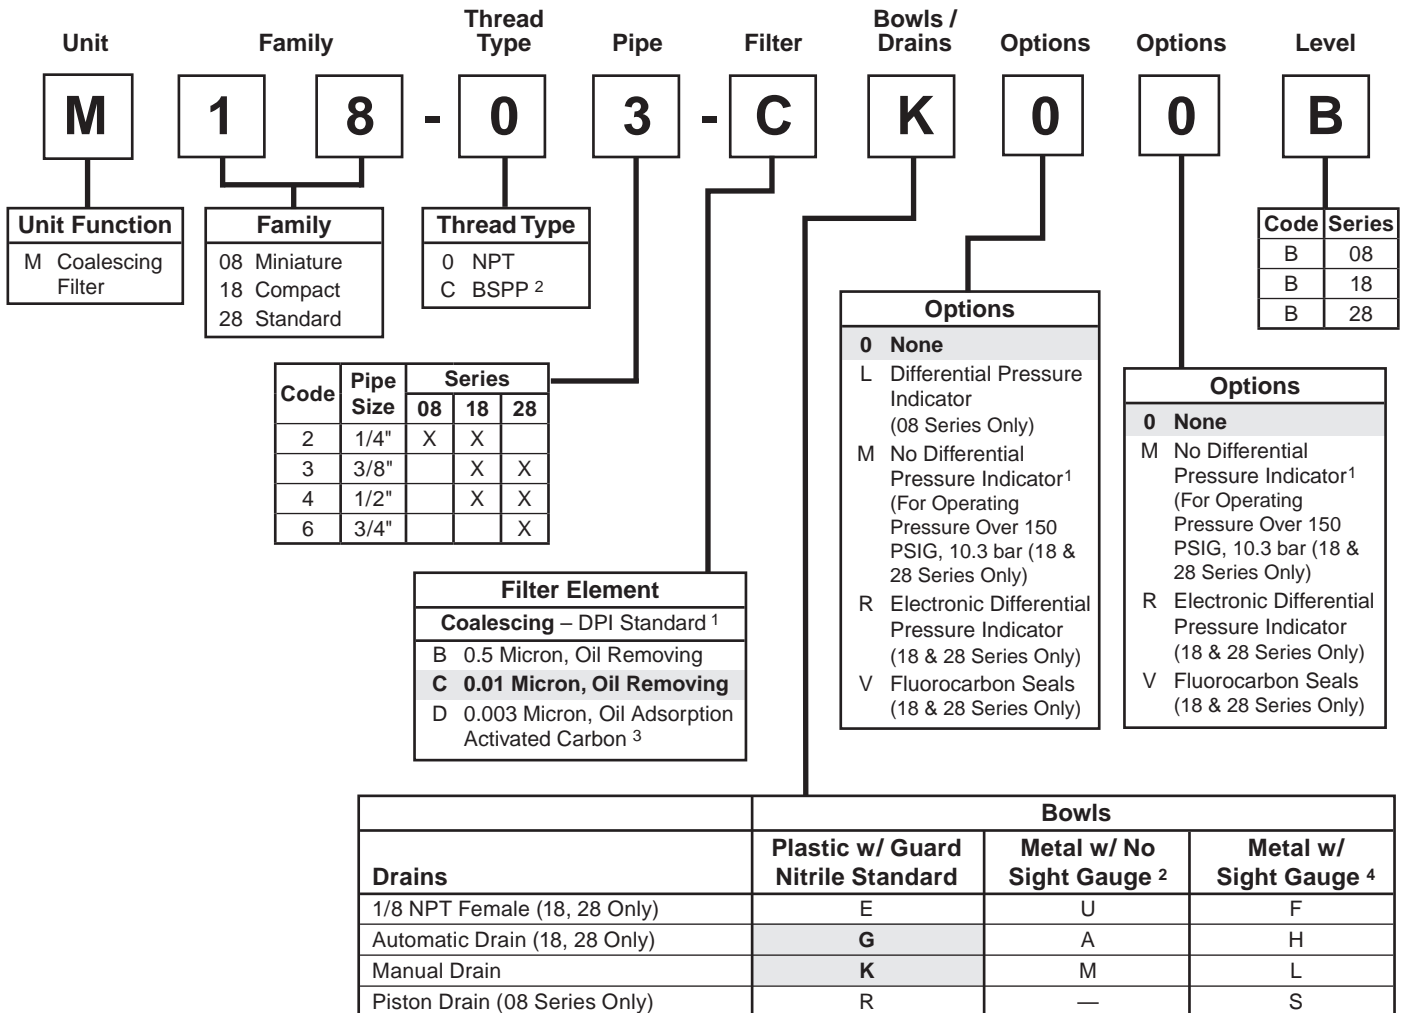 Unit Family Thread Type Pipe Filter Bowls / Drains Options Options Level
M 1 8 - 0 3 - C K 0 0 B
Unit Function
M Coalescing
Filter
Family
08 Miniature
18 Compact
28 Standard
Thread Type
0 NPT
C BSPP 2
Code Series
B 08
B 18
B 28
Code Pipe Size Series
08 18 28
2 1/4" X X
3 3/8" X X
4 1/2" X X
6 3/4" X
Filter Element
Coalescing – DPI Standard 1
B 0.5 Micron, Oil Removing
C 0.01 Micron, Oil Removing
D 0.003 Micron, Oil Adsorption
Activated Carbon 3
Options
0 None
L Differential Pressure
Indicator
(08 Series Only)
M No Differential
Pressure Indicator1
(For Operating
Pressure Over 150
PSIG, 10.3 bar (18 &
28 Series Only)
R Electronic Differential
Pressure Indicator
(18 & 28 Series Only)
V Fluorocarbon Seals
(18 & 28 Series Only)
Options
0 None
M No Differential
Pressure Indicator1
(For Operating
Pressure Over 150
PSIG, 10.3 bar (18 &
28 Series Only)
R Electronic Differential
Pressure Indicator
(18 & 28 Series Only)
V Fluorocarbon Seals
(18 & 28 Series Only)
Bowls
Drains
Plastic w/ Guard
Nitrile Standard
Metal w/ No
Sight Gauge 2
Metal w/
Sight Gauge 4
1/8 NPT Female (18, 28 Only) E U F
Automatic Drain (18, 28 Only) G A H
Manual Drain K M L
Piston Drain (08 Series Only) R — S